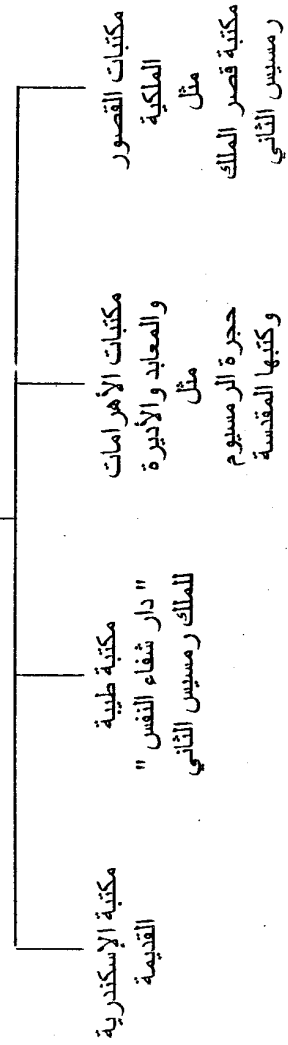 مكتبات القصور
الملكية
مثل
مكتبة قصر الملك
رمسيس الثاني
مكتبات الأهرامات
والمعابد والأديرة
مثل
حجرة الرمسيوم
وكتبها المقدسة
مكتبة طيبة
" دار شفاء النفس "
للملك رمسيس الثاني
مكتبة الإسكندرية
القديمة